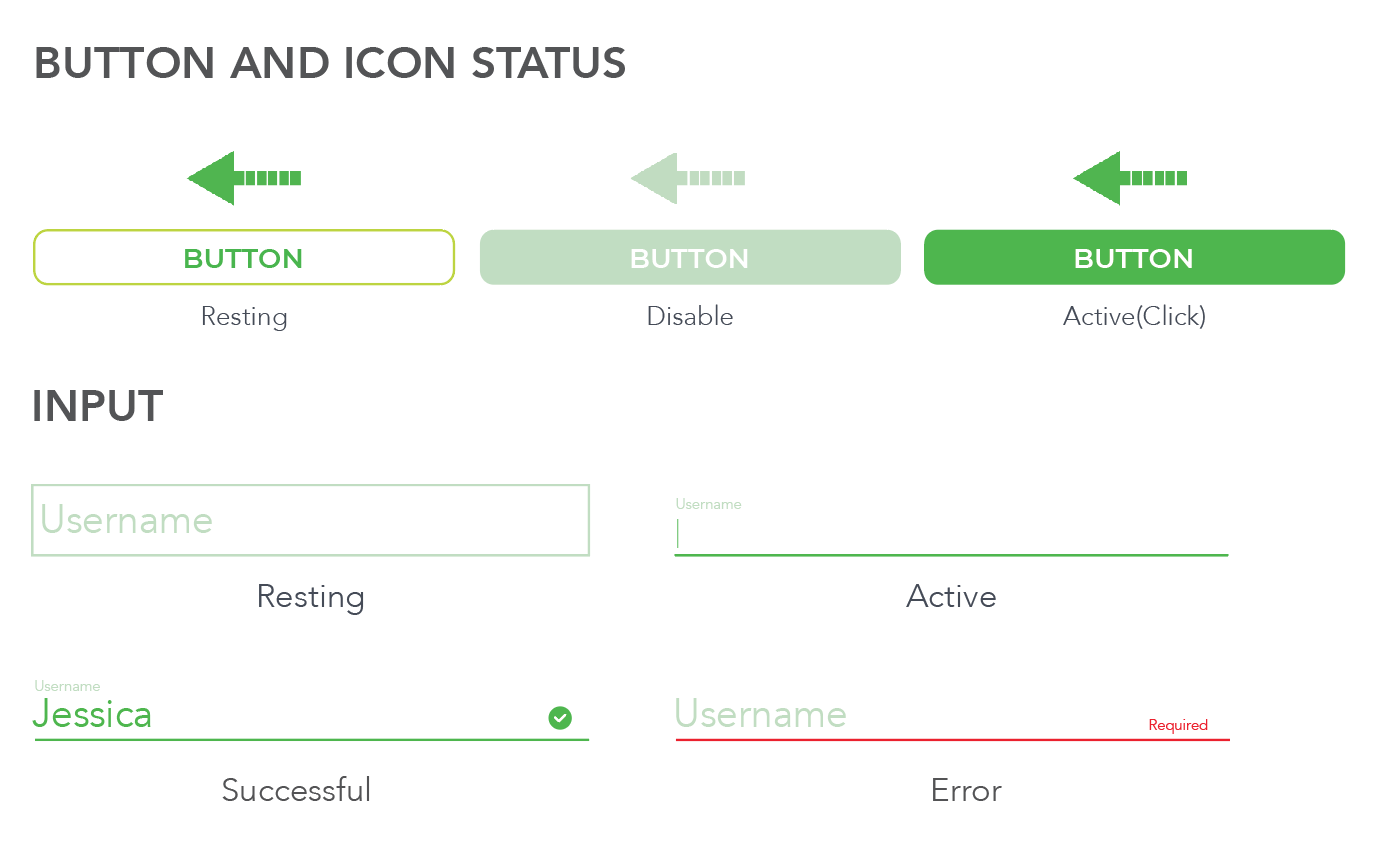 BUTTON AND ICON STATUS
BUTTON
Resting
BUTTON
Disable
BUTTON
Active(Click)
INPUT
Username
Resting
Username
Active
Username
Jessica
Successful
Username
Required
Error